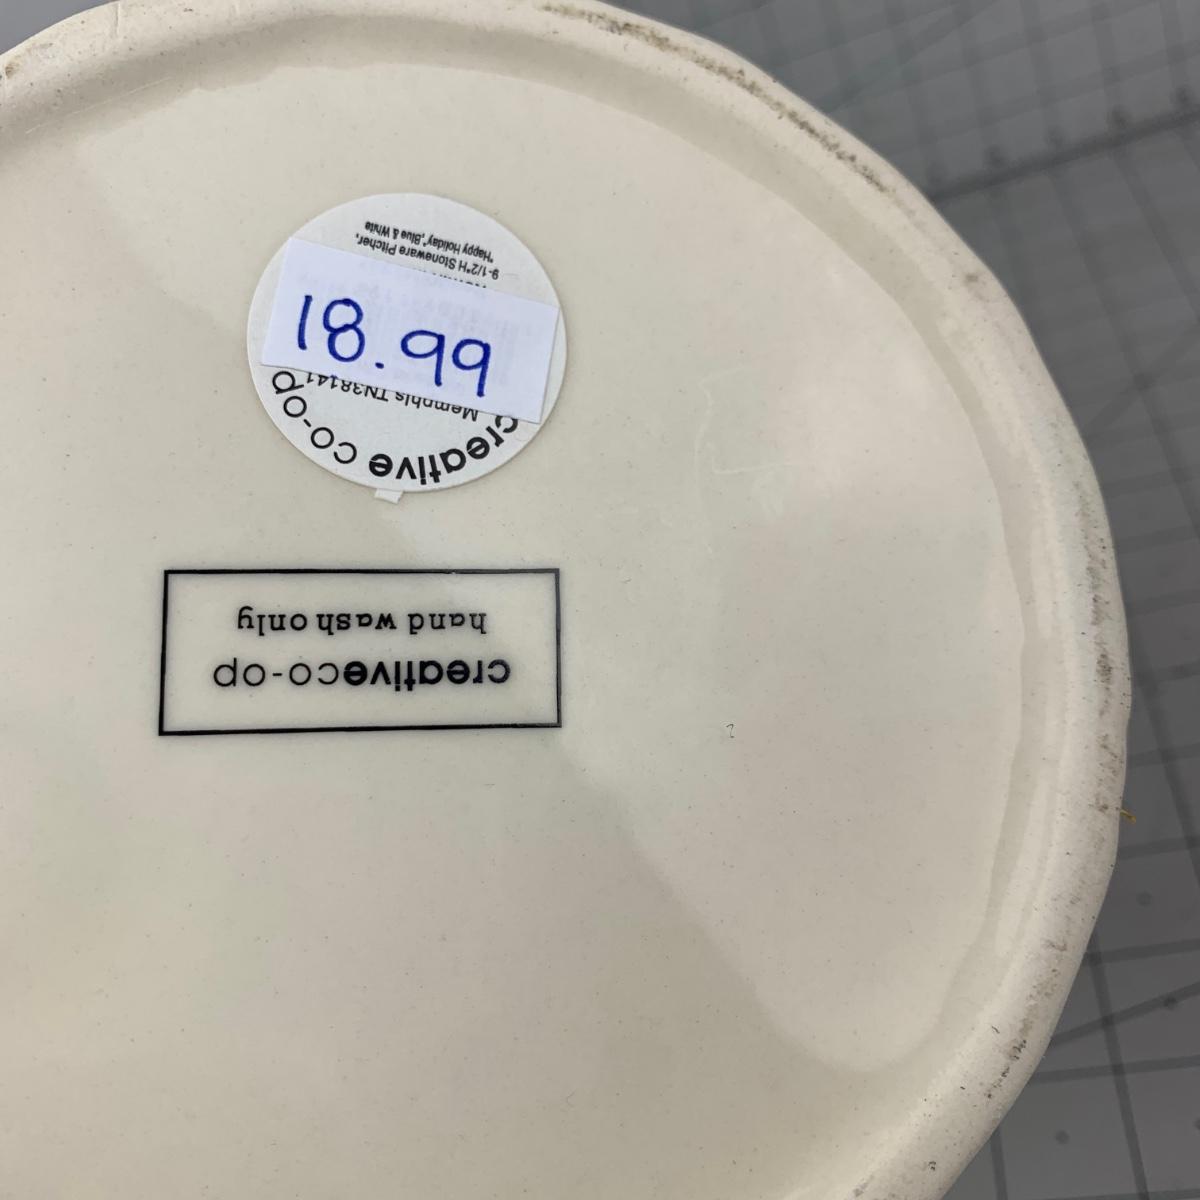 creative co-op
Memphis TN38141
18.99
9-1/2"H Stoneware Pitcher,
"Happy Holiday", Blue & White
creativeco-op
hand wash only